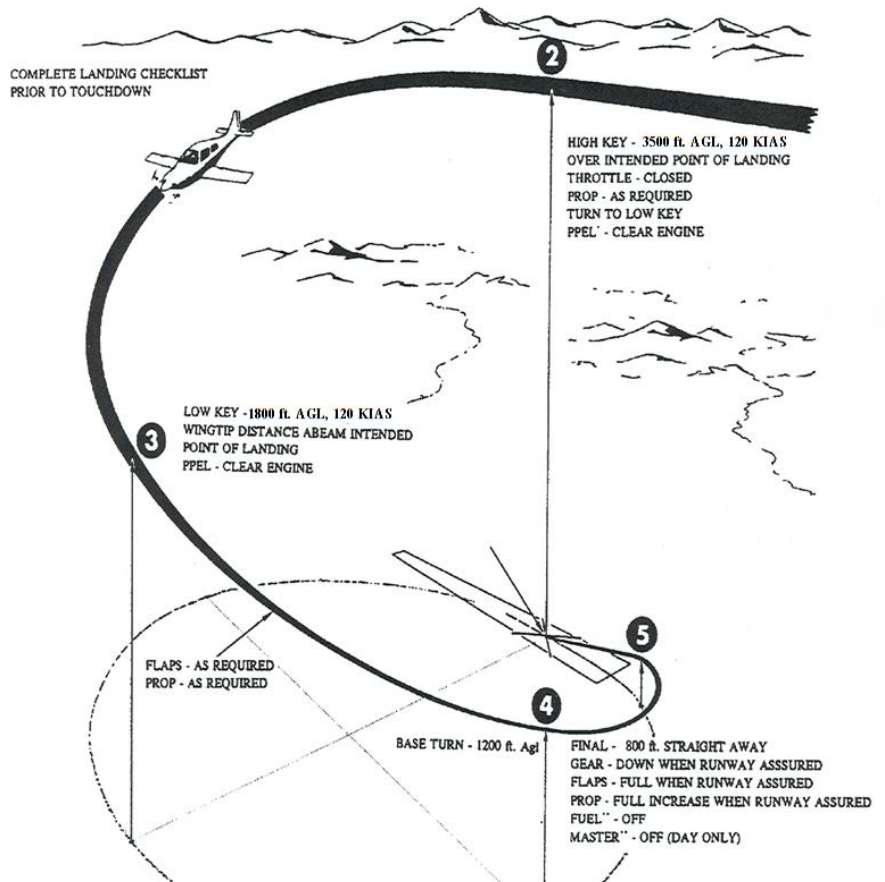 2
COMPLETE LANDING CHECKLIST
PRIOR TO TOUCHDOWN
HIGH KEY - 3500 ft. AGL, 120 KIAS
OVER INTENDED POINT OF LANDING
THROTTLE - CLOSED
PROP - AS REQUIRED
TURN TO LOW KEY
PPEL' - CLEAR ENGINE
3
LOW KEY -1800 ft. AGL, 120 KIAS
WINGTIP DISTANCE ABEAM INTENDED
POINT OF LANDING
PPEL - CLEAR ENGINE
5
FLAPS - AS REQUIRED
PROP - AS REQUIRED
4
BASE TURN - 1200 ft. Agl
FINAL - 800 ft. STRAIGHT AWAY
GEAR - DOWN WHEN RUNWAY ASSSURED
FLAPS - FULL WHEN RUNWAY ASSURED
PROP - FULL INCREASE WHEN RUNWAY ASSURED
FUEL'' - OFF
MASTER'' - OFF (DAY ONLY)